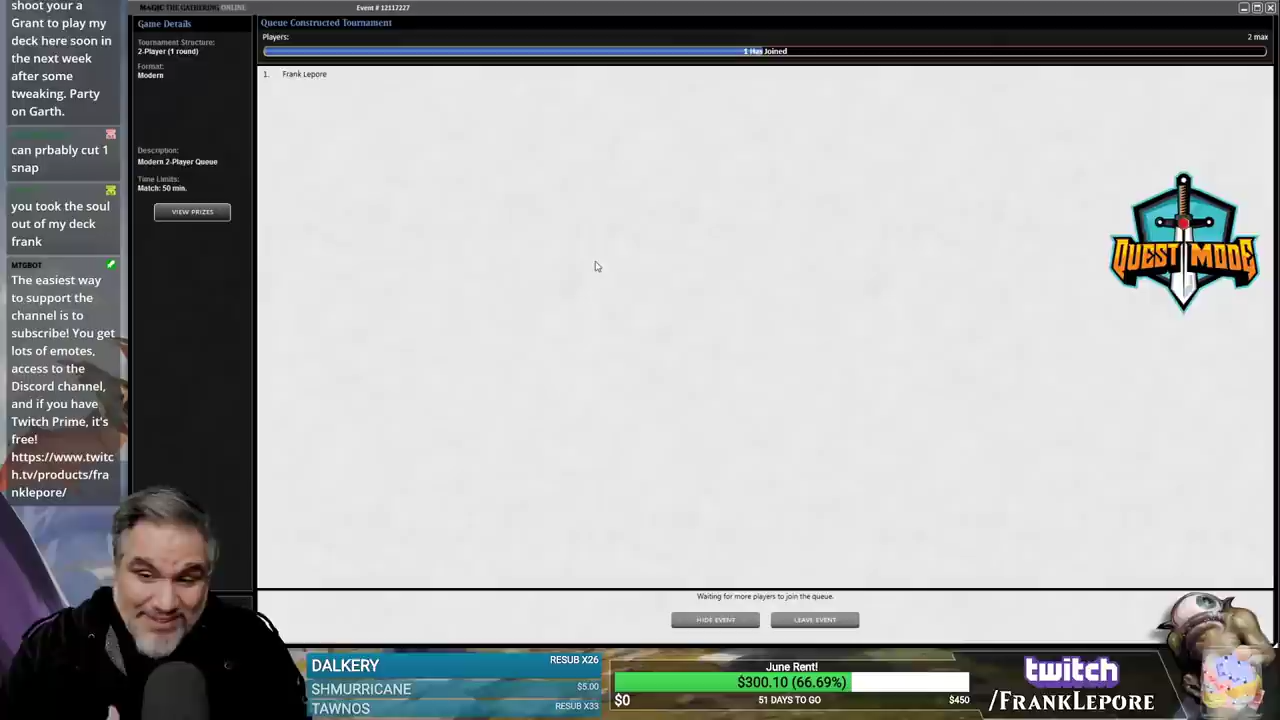 shoot your a
Grant to play my
deck here soon in
the next week
after some
tweaking. Party
on Garth.
can prbably cut 1
snap
you took the soul
out of my deck
frank
MTGBOT
The easiest way
to support the
channel is to
subscribe! You get
lots of emotes,
access to the
Discord channel,
and if you have
Twitch Prime, it's
free!
https://www.twitc
h.tv/products/fra
nklepore/
MAGIC THE GATHERING ONLINE
Event # 12117227
Game Details
Tournament Structure:
2-Player (1 round)
Format:
Modern
Description:
Modern 2-Player Queue
Time Limits:
Match: 50 min.
VIEW PRIZES
Queue Constructed Tournament
Players:
2 max
1 Has Joined
1. Frank Lepore
QUEST MODE
Waiting for more players to join the queue.
HIDE EVENT
LEAVE EVENT
DALKERY RESUB X26
SHMURRICANE $5.00
TAWNOS RESUB X33
June Rent!
$300.10 (66.69%)
$0 51 DAYS TO GO $450
twitch
/FRANKLEPORE